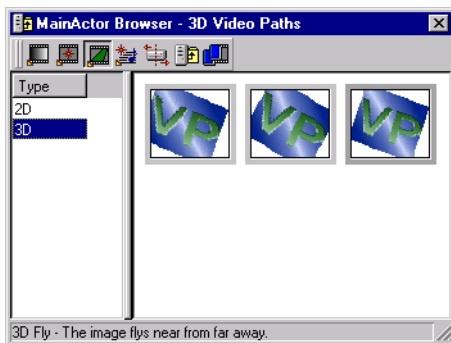 MainActor Browser - 3D Video Paths
Type
2D
3D
VP VP VP
3D Fly - The image flys near from far away.